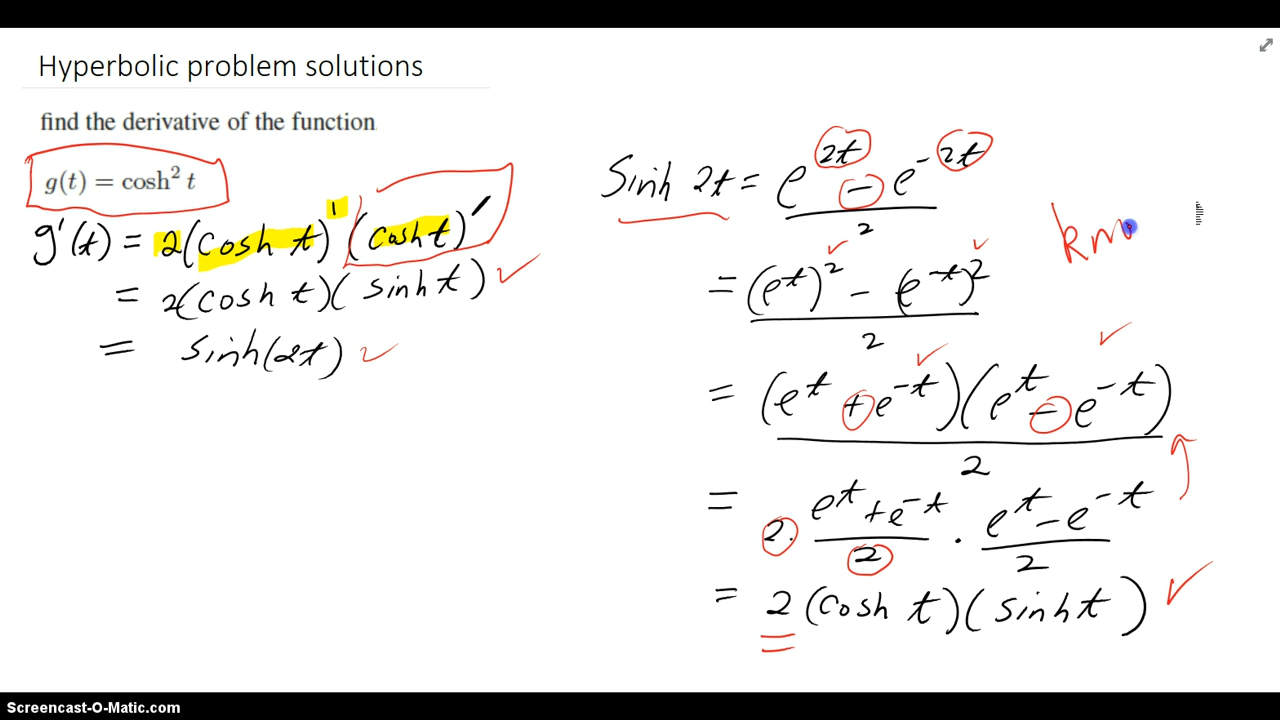 Hyperbolic problem solutions
find the derivative of the function
g(t) = cosh² t
g'(t) = 2(cosh t)¹ (cosh t)'
= 2(cosh t)(sinh t) ✓
= sinh(2t) ✓
Sinh 2t = e^{2t} − e^{-2t}
2
= (e^t)² − (e^{-t})²
2
= (e^t + e^{-t})(e^t − e^{-t})
2
= 2 · e^t + e^{-t} / 2 · e^t − e^{-t} / 2
= 2 (cosh t)(sinh t) ✓
km
Screencast-O-Matic.com